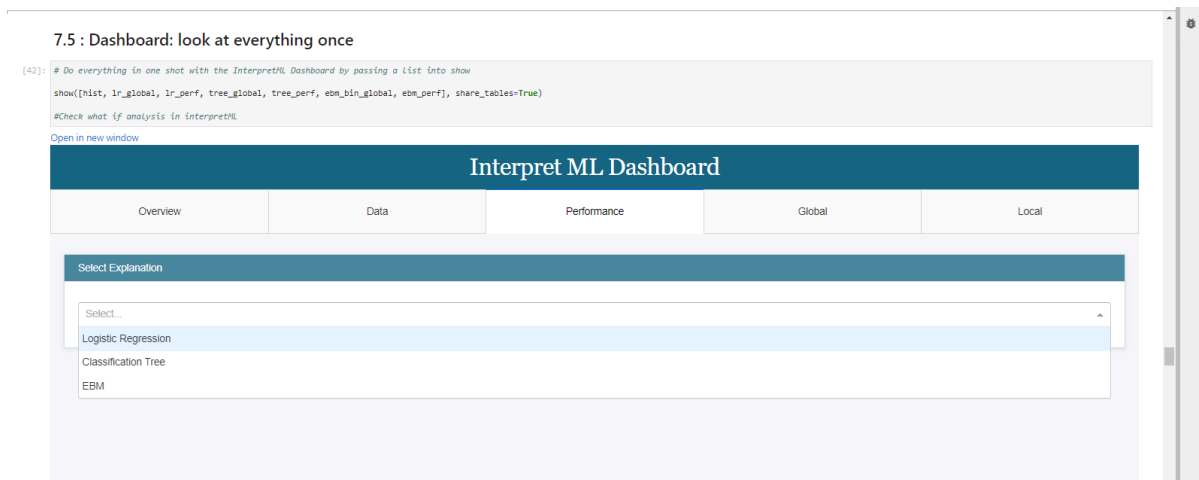 7.5 : Dashboard: look at everything once
[42]: # Do everything in one shot with the InterpretML Dashboard by passing a list into show
show([hist, lr_global, lr_perf, tree_global, tree_perf, ebm_bin_global, ebm_perf], share_tables=True)
#Check what if analysis in interpretML
Open in new window
Interpret ML Dashboard
Overview Data Performance Global Local
Select Explanation
Select...
Logistic Regression
Classification Tree
EBM